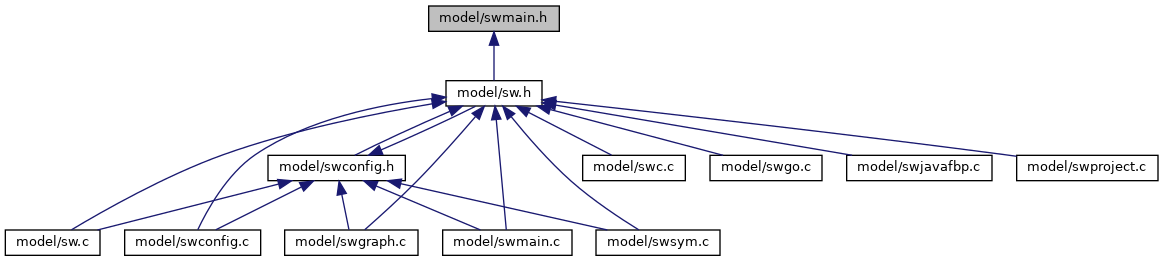 model/swmain.h
model/sw.h
model/swconfig.h
model/swc.c
model/swgo.c
model/swjavafbp.c
model/swproject.c
model/sw.c
model/swconfig.c
model/swgraph.c
model/swmain.c
model/swsym.c